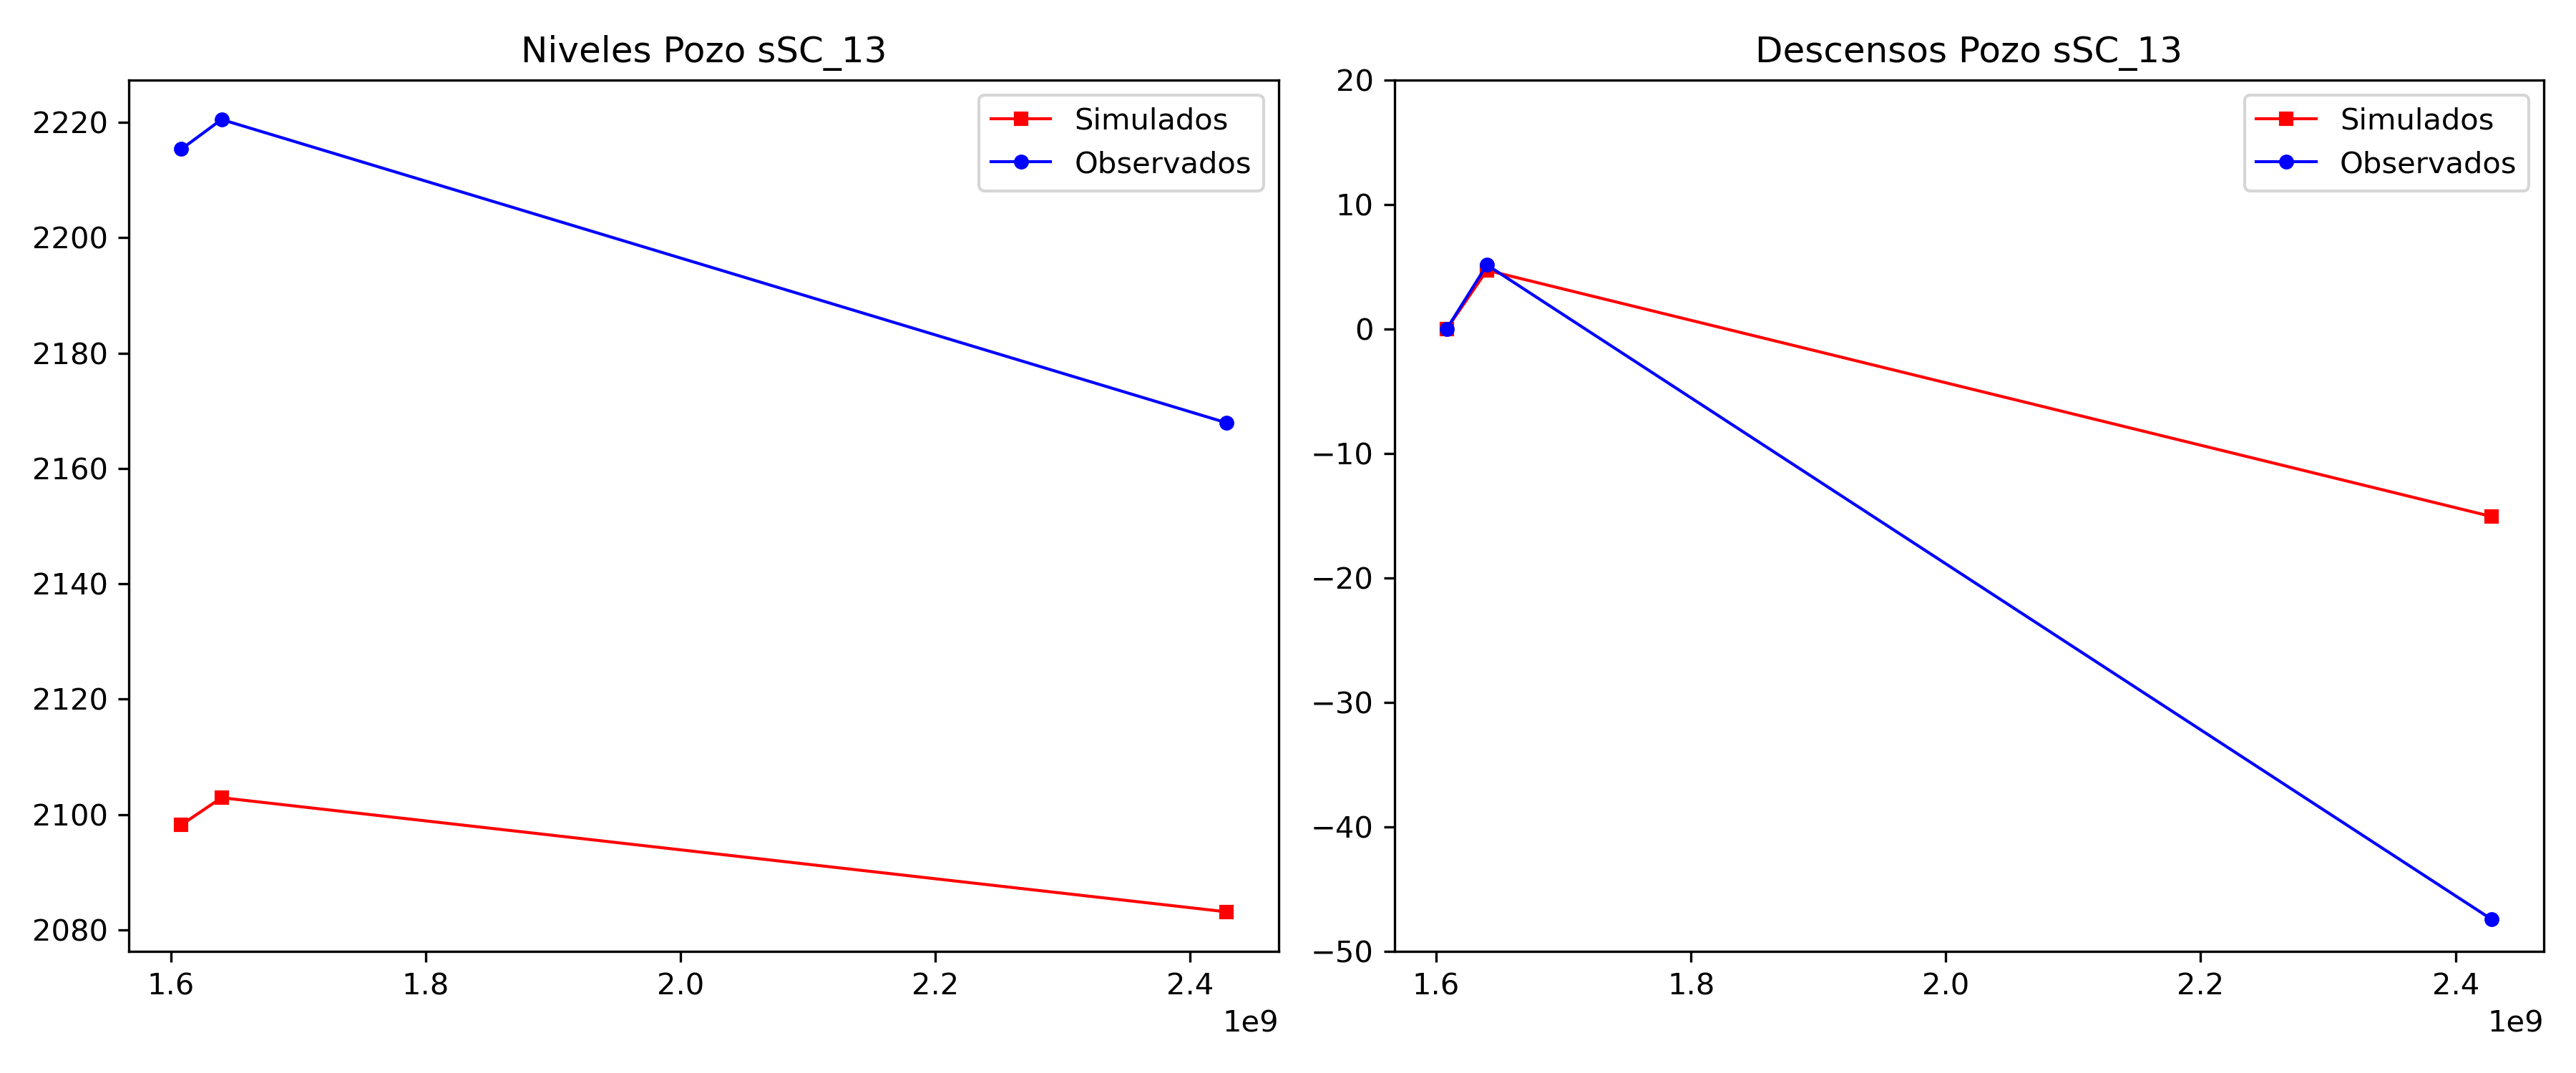 Niveles Pozo sSC_13
Simulados
Observados
2220
2200
2180
2160
2140
2120
2100
2080
1.6 1.8 2.0 2.2 2.4
1e9
Descensos Pozo sSC_13
Simulados
Observados
20
10
0
−10
−20
−30
−40
−50
1.6 1.8 2.0 2.2 2.4
1e9